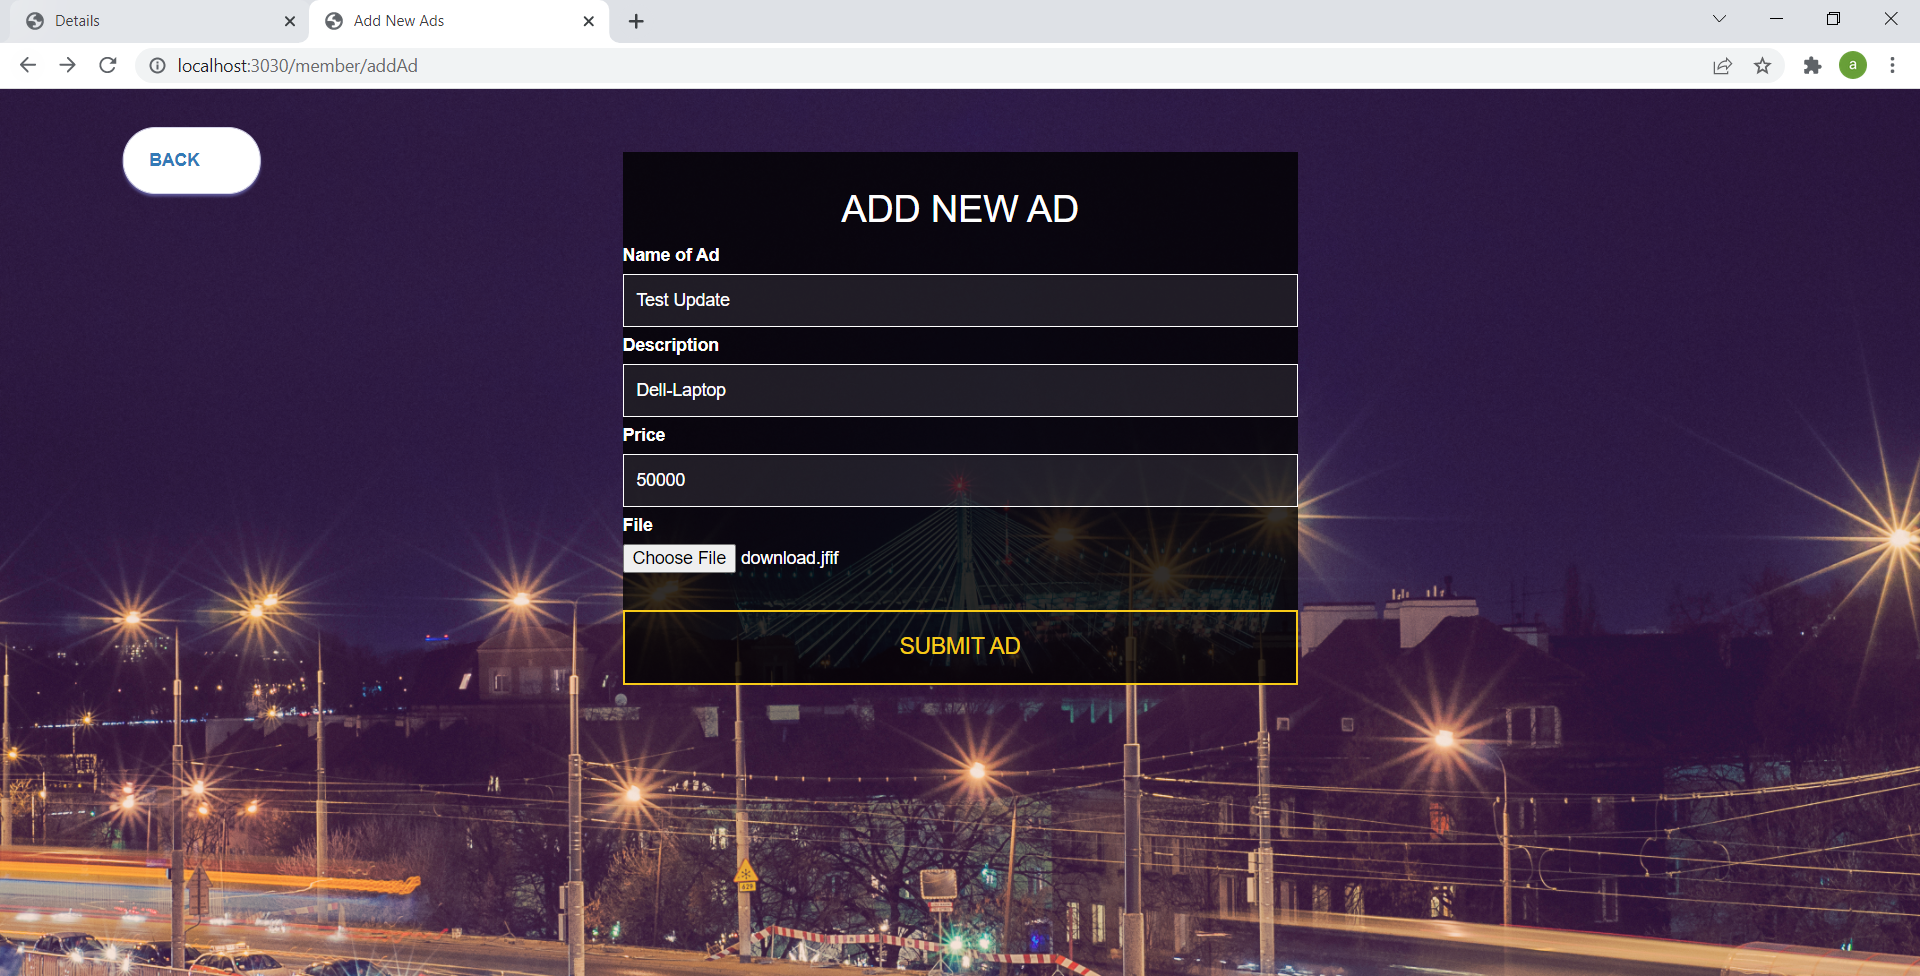 Details
Add New Ads
localhost:3030/member/addAd
a
BACK
ADD NEW AD
Name of Ad
Test Update
Description
Dell-Laptop
Price
50000
File
Choose File download.jfif
SUBMIT AD